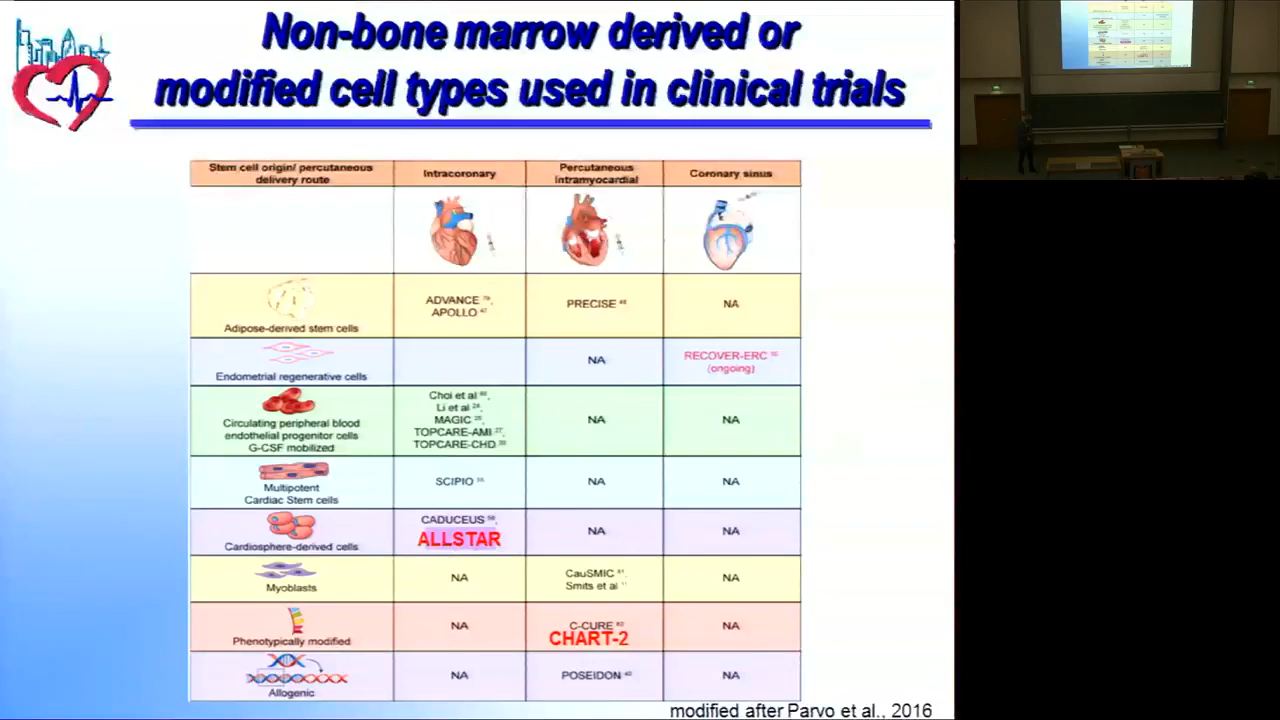 Non-bone marrow derived or
modified cell types used in clinical trials
Stem cell origin/ percutaneous
delivery route
Intracoronary
Percutaneous
intramyocardial
Coronary sinus
Adipose-derived stem cells
ADVANCE
APOLLO
PRECISE
NA
Endometrial regenerative cells
NA
RECOVER-ERC
(ongoing)
Circulating peripheral blood
endothelial progenitor cells
G-CSF mobilized
Choi et al
Li et al
MAGIC
TOPCARE-AMI
TOPCARE-CHD
NA
NA
Multipotent
Cardiac Stem cells
SCIPIO
NA
NA
Cardiosphere-derived cells
CADUCEUS
ALLSTAR
NA
NA
Myoblasts
NA
CauSMIC
Smits et al
NA
Phenotypically modified
NA
C-CURE
CHART-2
NA
Allogenic
NA
POSEIDON
NA
modified after Parvo et al., 2016